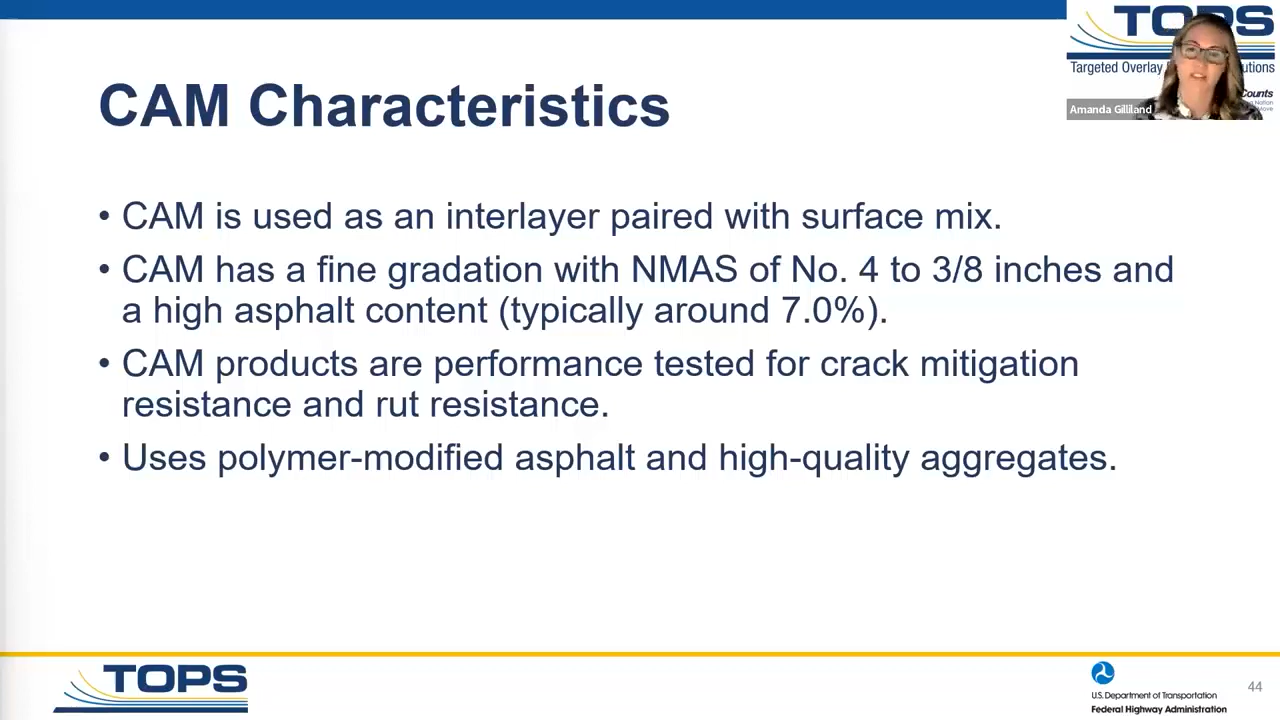 TOPS
Targeted Overlay
utions
Counts
Amanda Gilliland
CAM Characteristics
• CAM is used as an interlayer paired with surface mix.
• CAM has a fine gradation with NMAS of No. 4 to 3/8 inches and
a high asphalt content (typically around 7.0%).
• CAM products are performance tested for crack mitigation
resistance and rut resistance.
• Uses polymer-modified asphalt and high-quality aggregates.
TOPS
U.S. Department of Transportation
Federal Highway Administration
44